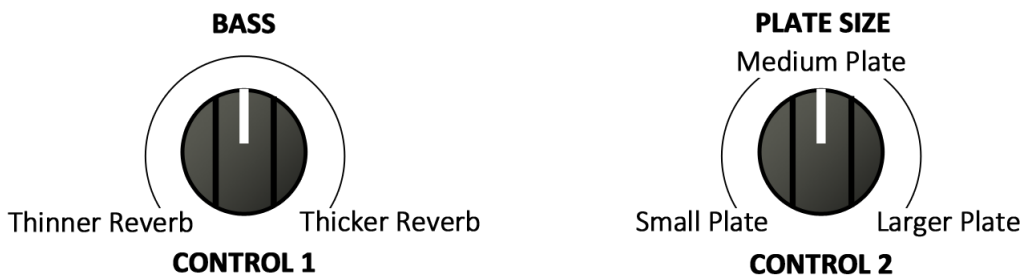 BASS
Thinner Reverb
Thicker Reverb
CONTROL 1
PLATE SIZE
Medium Plate
Small Plate
Larger Plate
CONTROL 2